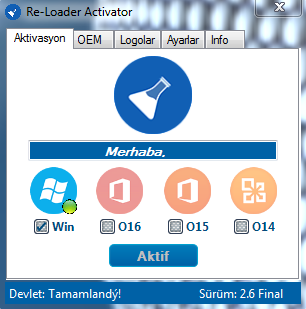 Re-Loader Activator
Aktivasyon OEM Logolar Ayarlar Info
Merhaba,
Win O16 O15 O14
Aktif
Devlet: Tamamlandý! Sürüm: 2.6 Final